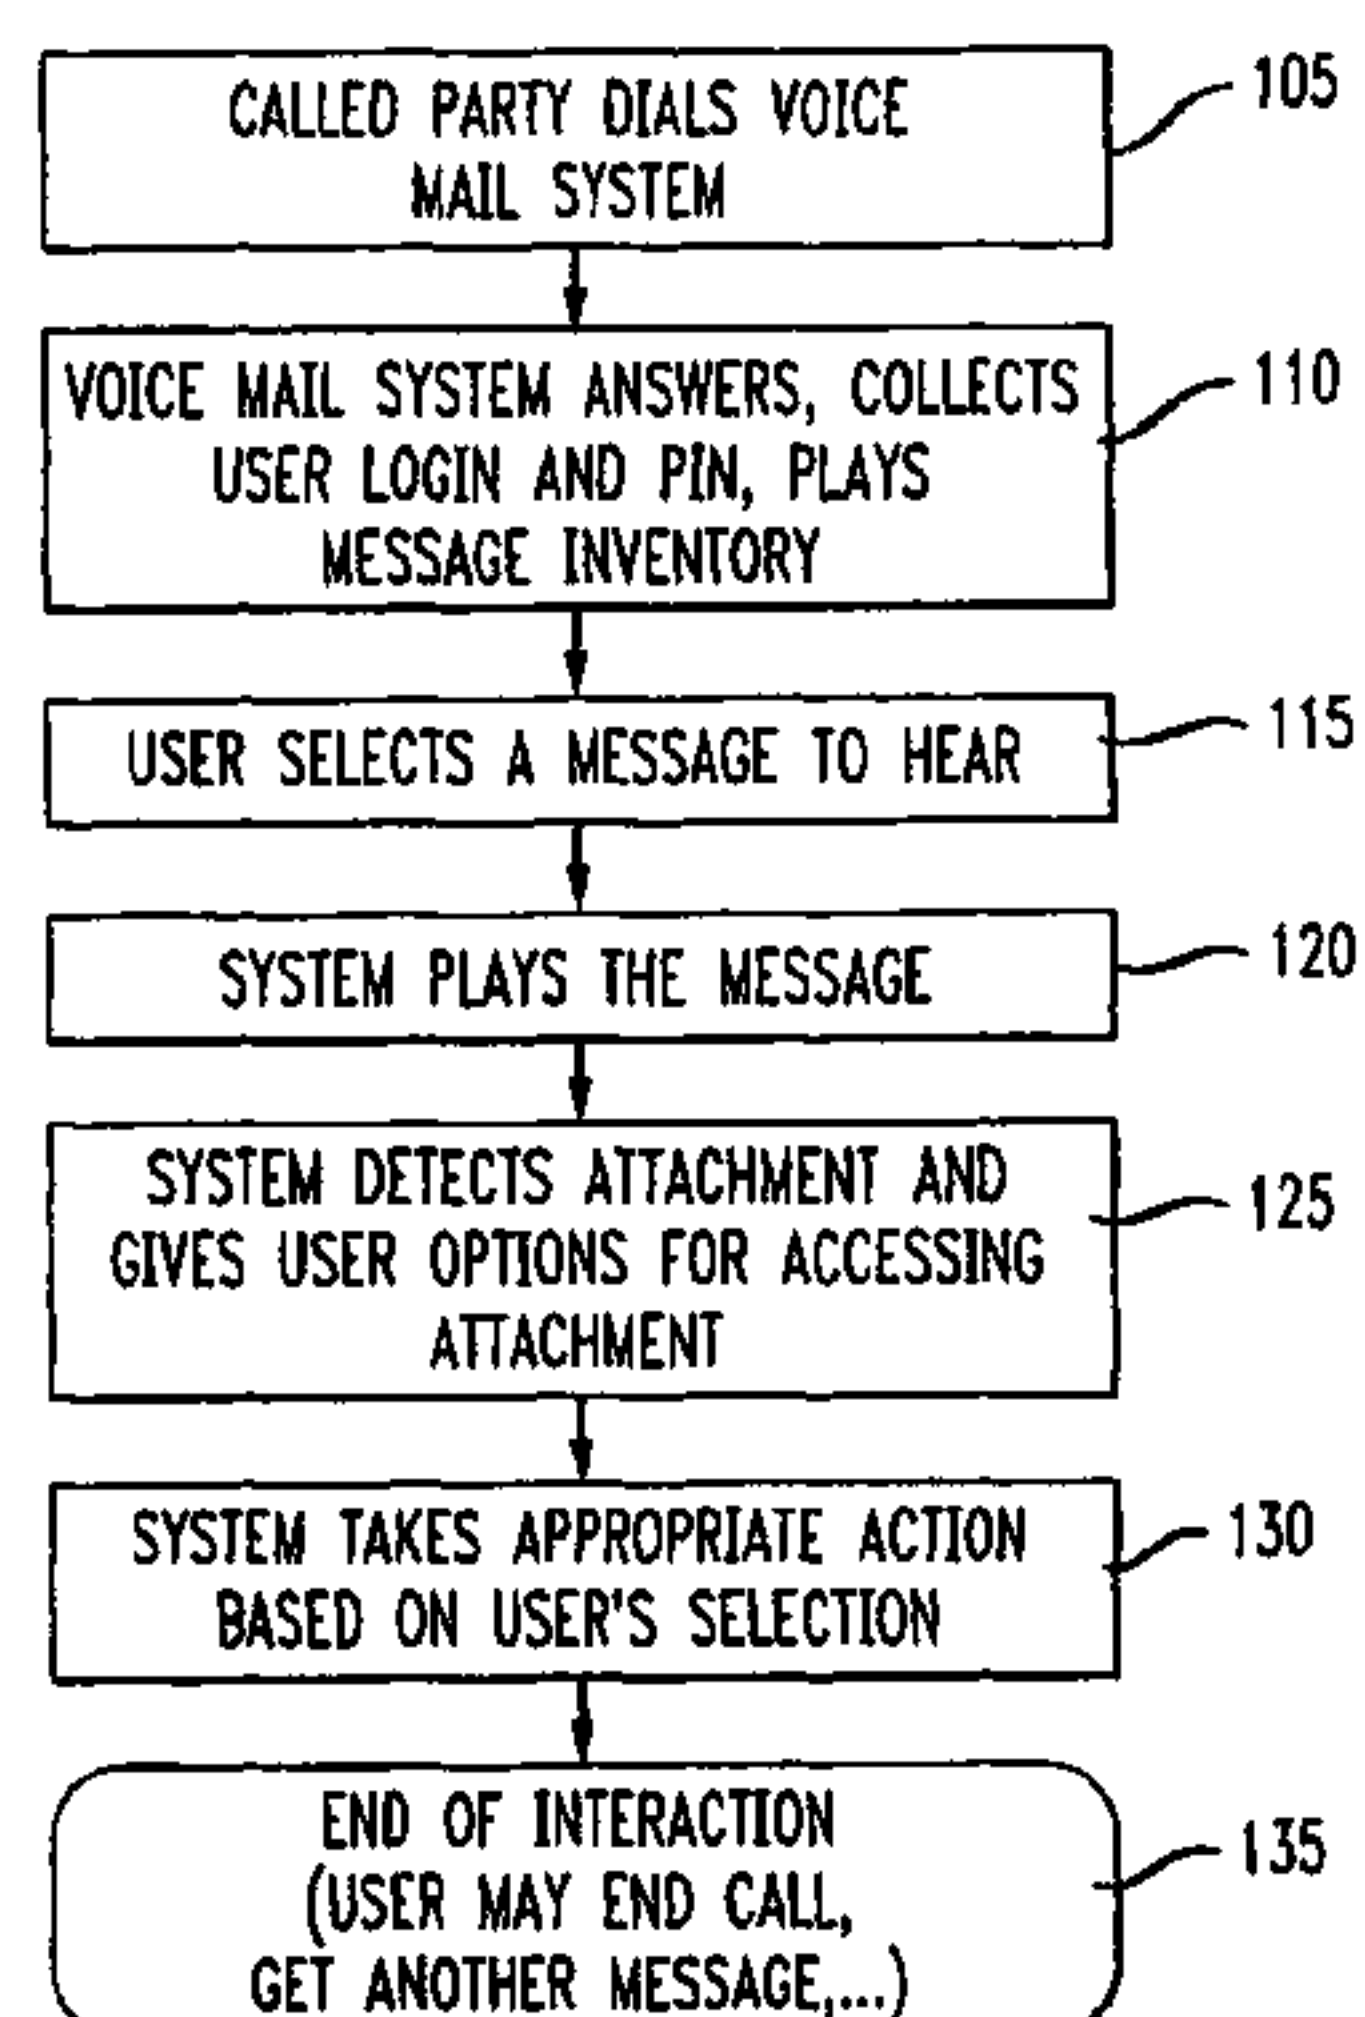 CALLED PARTY DIALS VOICE
MAIL SYSTEM
105
VOICE MAIL SYSTEM ANSWERS, COLLECTS
USER LOGIN AND PIN, PLAYS
MESSAGE INVENTORY
110
USER SELECTS A MESSAGE TO HEAR
115
SYSTEM PLAYS THE MESSAGE
120
SYSTEM DETECTS ATTACHMENT AND
GIVES USER OPTIONS FOR ACCESSING
ATTACHMENT
125
SYSTEM TAKES APPROPRIATE ACTION
BASED ON USER'S SELECTION
130
END OF INTERACTION
(USER MAY END CALL,
GET ANOTHER MESSAGE,...)
135